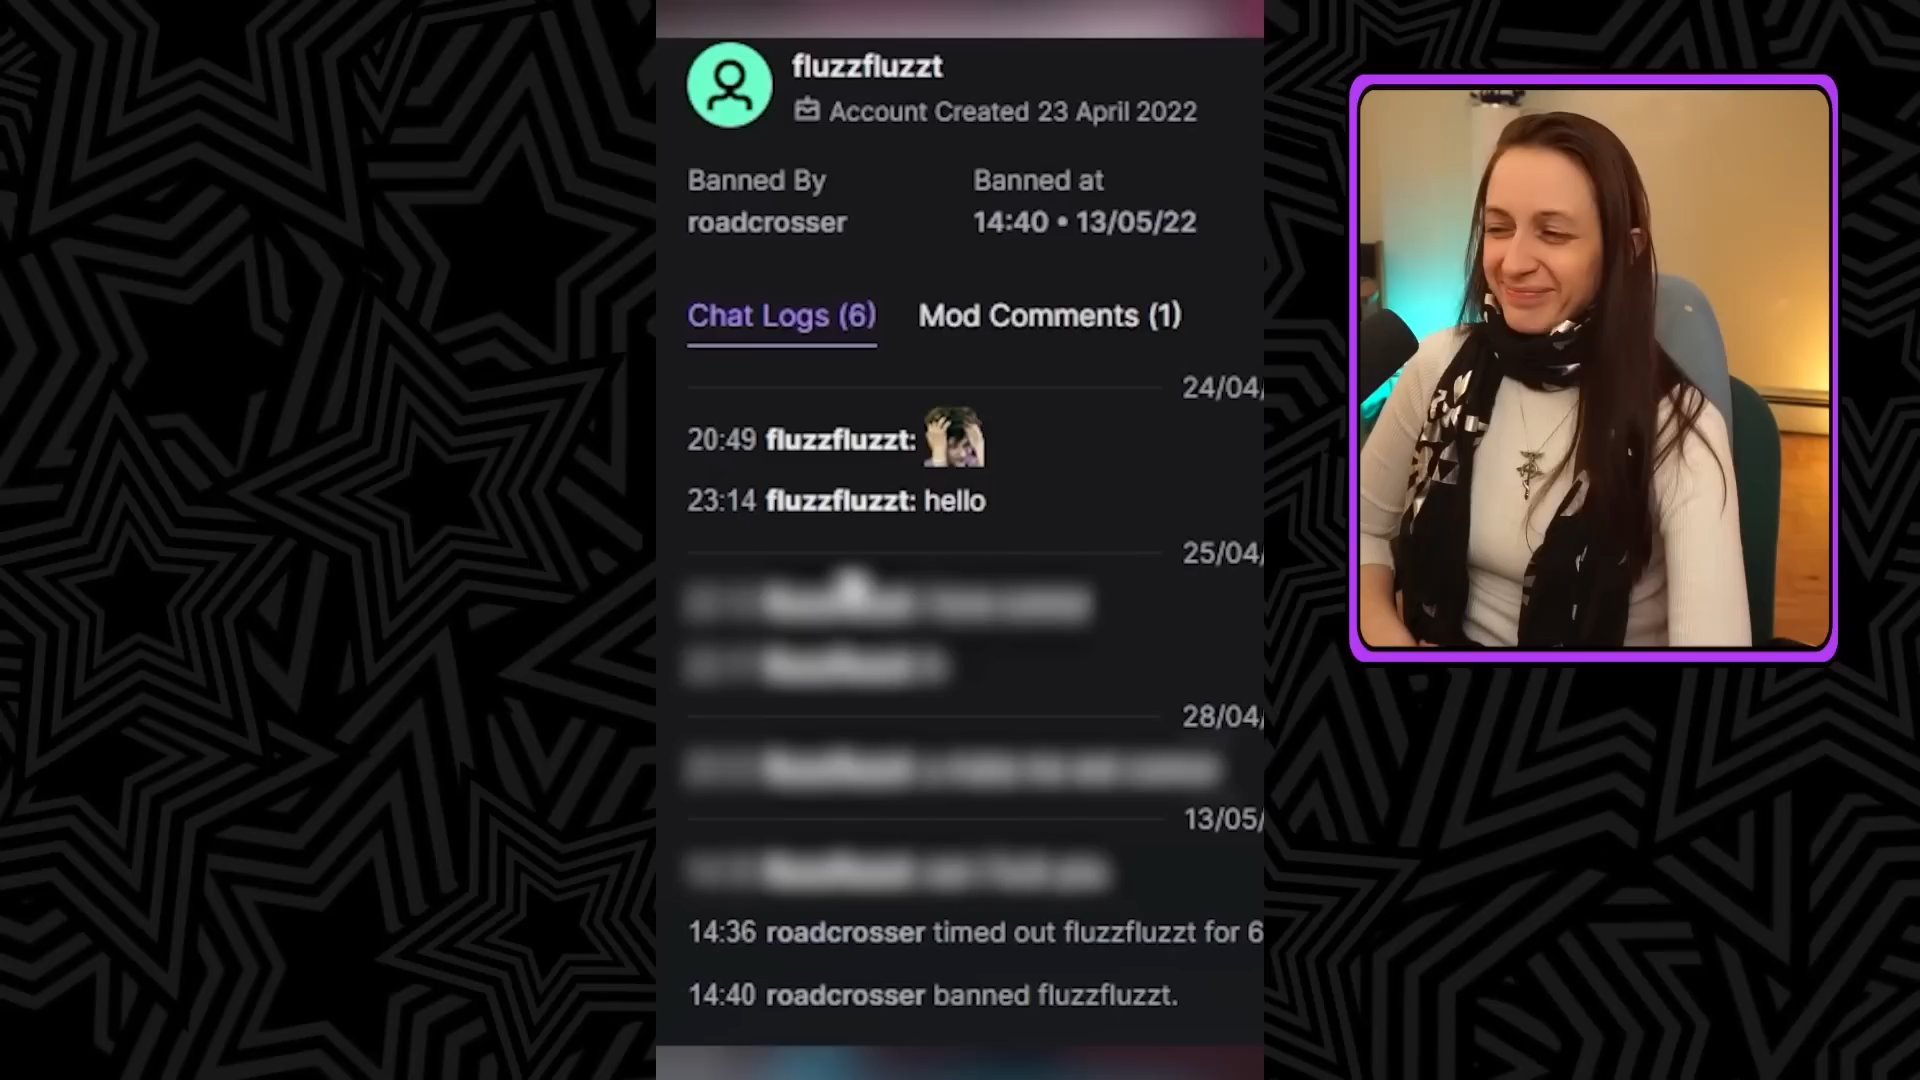 fluzzfluzzt
Account Created 23 April 2022
Banned By
Banned at
roadcrosser
14:40 • 13/05/22
Chat Logs (6)
Mod Comments (1)
24/04/
20:49 fluzzfluzzt:
23:14 fluzzfluzzt: hello
25/04/
28/04/
13/05/
14:36 roadcrosser timed out fluzzfluzzt for 6
14:40 roadcrosser banned fluzzfluzzt.